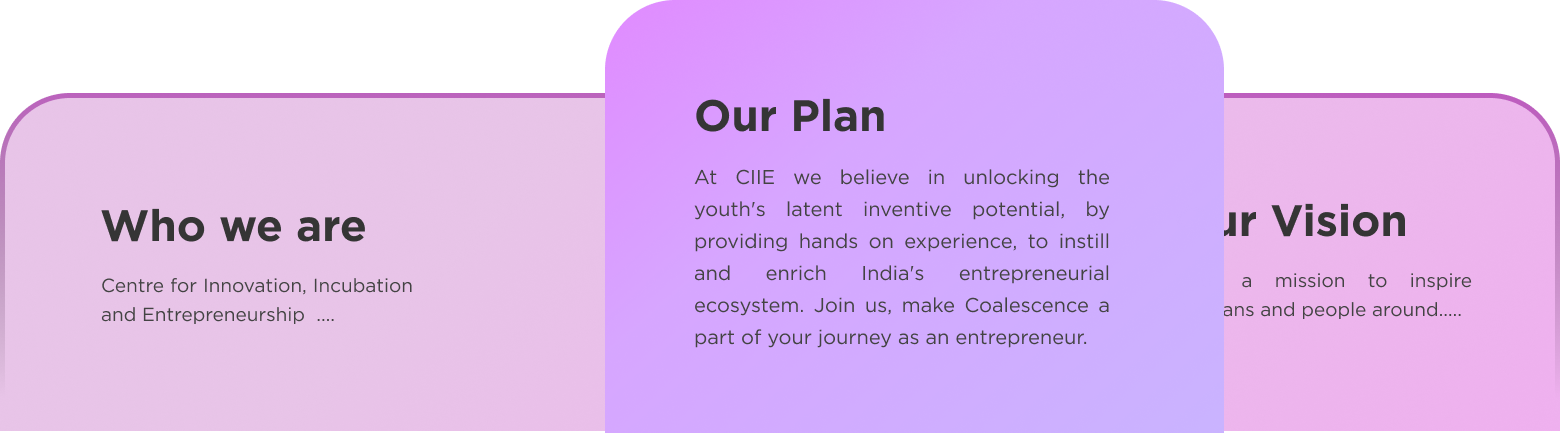 Who we are
Centre for Innovation, Incubation
and Entrepreneurship ....
Our Plan
At CIIE we believe in unlocking the
youth's latent inventive potential, by
providing hands on experience, to instill
and enrich India's entrepreneurial
ecosystem. Join us, make Coalescence a
part of your journey as an entrepreneur.
Vision
a mission to inspire
and people around.....